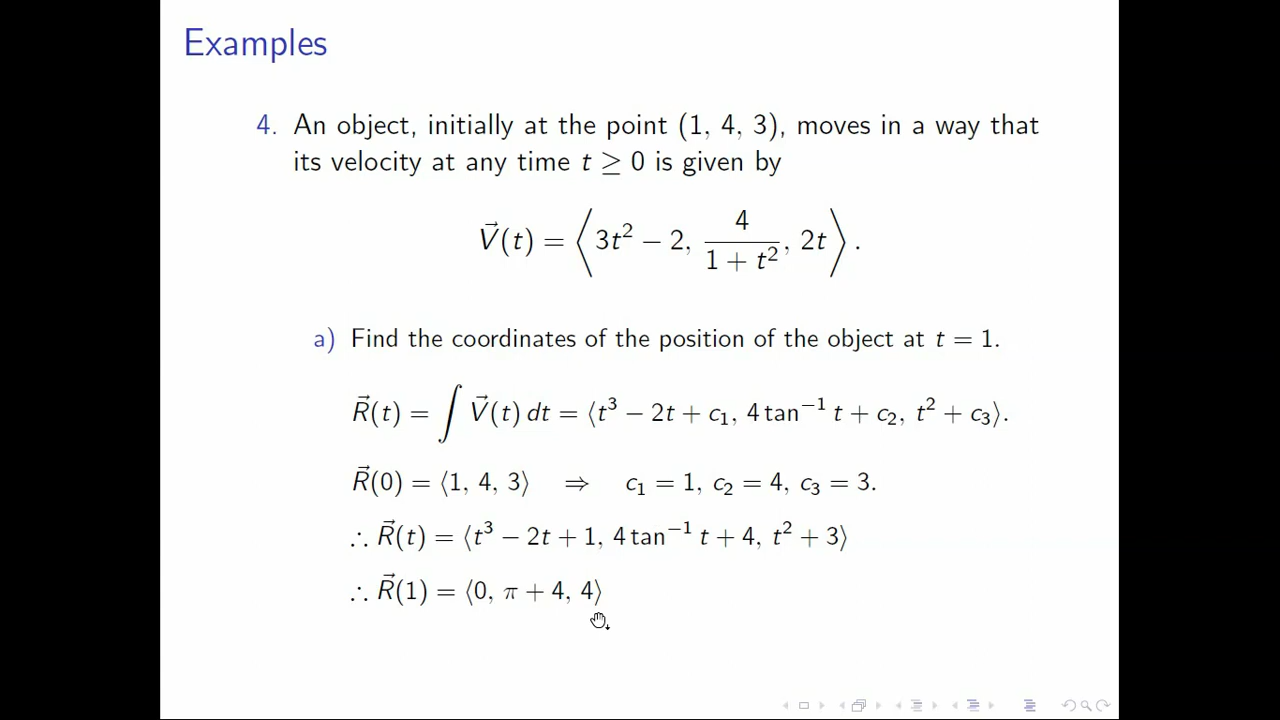 Examples
4. An object, initially at the point (1, 4, 3), moves in a way that
its velocity at any time t ≥ 0 is given by
V⃗(t) = ⟨3t² − 2, 4/(1 + t²), 2t⟩.
a) Find the coordinates of the position of the object at t = 1.
R⃗(t) = ∫ V⃗(t) dt = ⟨t³ − 2t + c₁, 4 tan⁻¹ t + c₂, t² + c₃⟩.
R⃗(0) = ⟨1, 4, 3⟩ ⇒ c₁ = 1, c₂ = 4, c₃ = 3.
∴ R⃗(t) = ⟨t³ − 2t + 1, 4 tan⁻¹ t + 4, t² + 3⟩
∴ R⃗(1) = ⟨0, π + 4, 4⟩